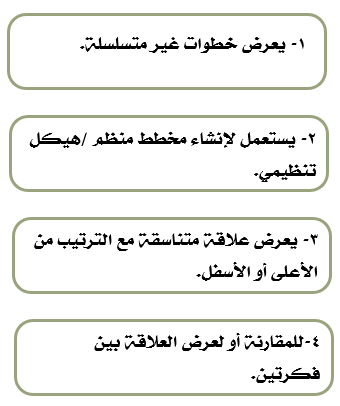 ١- يعرض خطوات غير متسلسلة.
٢- يستعمل لإنشاء مخطط منظم /هيكل
تنظيمي.
٣- يعرض علاقة متناسقة مع الترتيب من
الأعلى أو الأسفل.
٤-للمقارنة أو لعرض العلاقة بين
فكرتين.